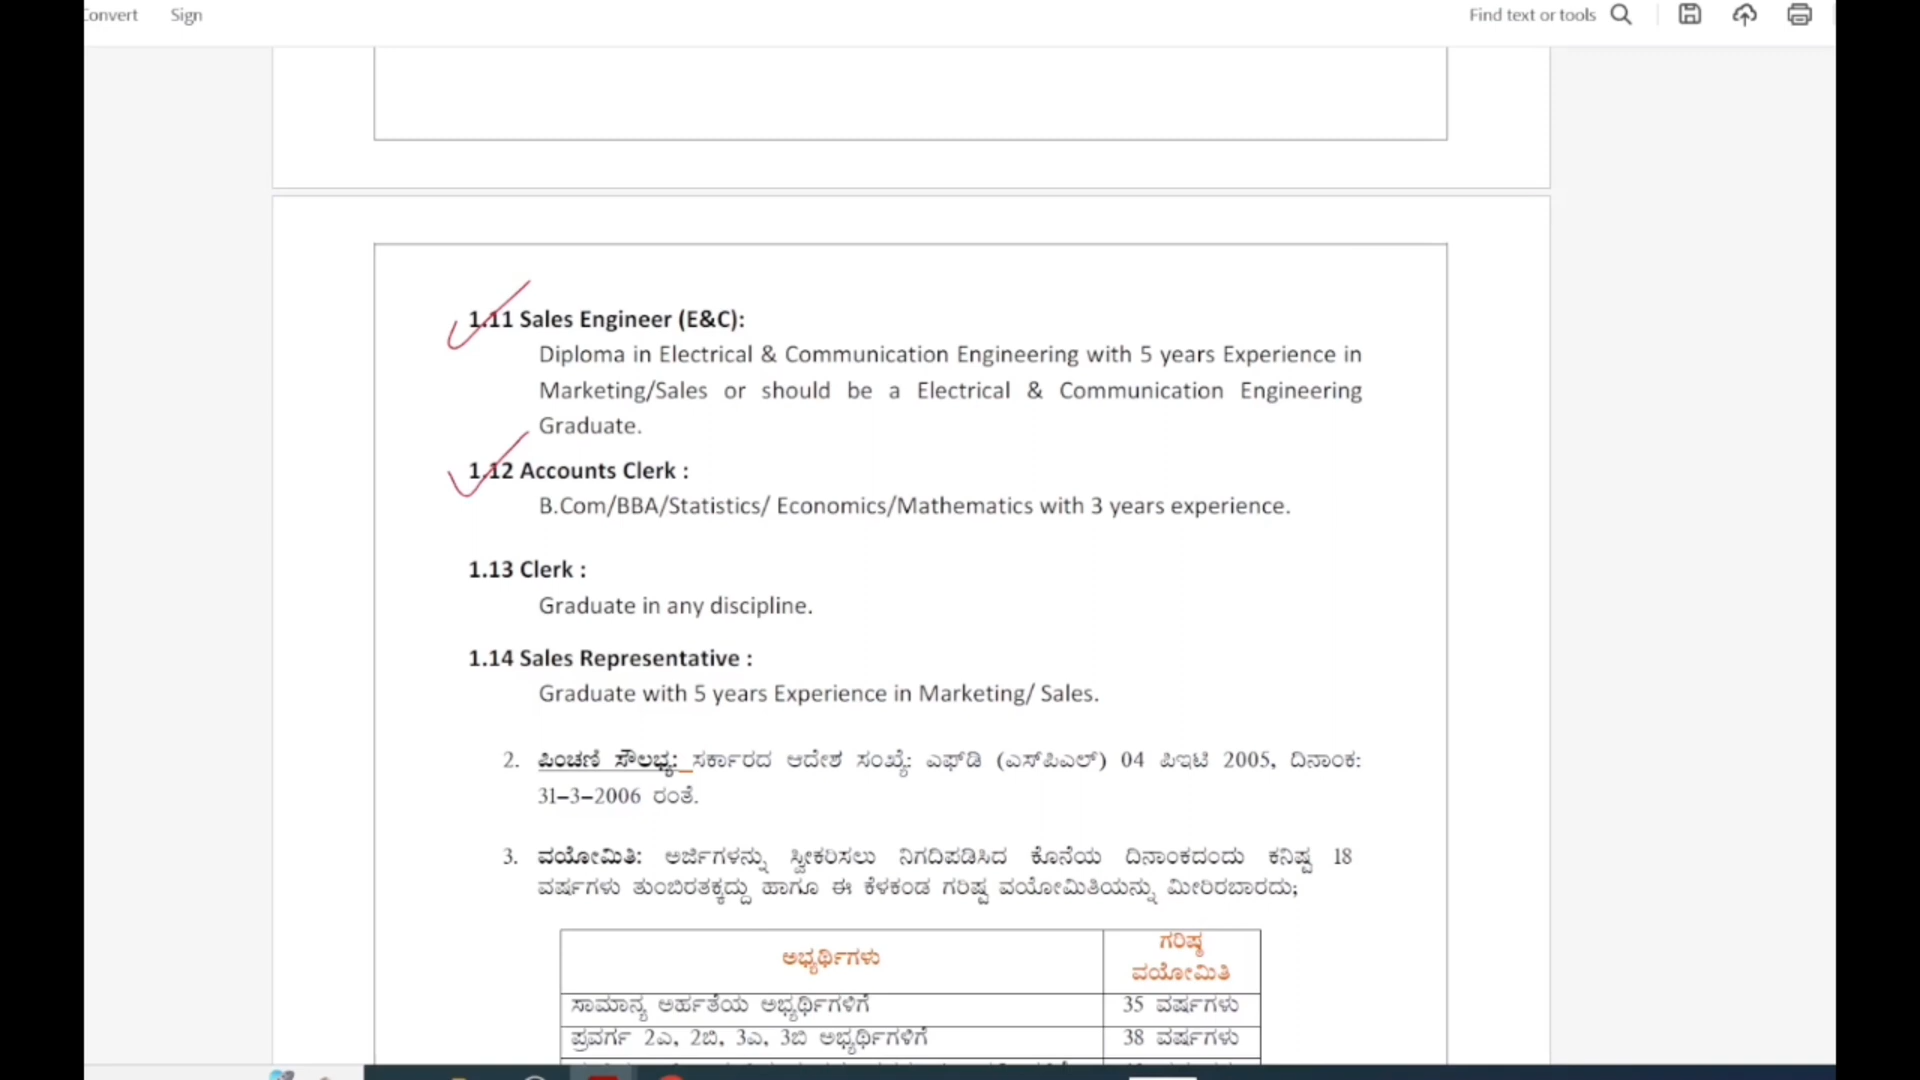 Convert Sign Find text or tools
1.11 Sales Engineer (E&C):
Diploma in Electrical & Communication Engineering with 5 years Experience in
Marketing/Sales or should be a Electrical & Communication Engineering
Graduate.
1.12 Accounts Clerk :
B.Com/BBA/Statistics/ Economics/Mathematics with 3 years experience.
1.13 Clerk :
Graduate in any discipline.
1.14 Sales Representative :
Graduate with 5 years Experience in Marketing/ Sales.
2. ಪಿಂಚಣಿ ಸೌಲಭ್ಯ: ಸರ್ಕಾರದ ಆದೇಶ ಸಂಖ್ಯೆ: ಎಫ್‌ಡಿ (ಎಸ್‌ಪಿಎಲ್) 04 ಪಿಇಟಿ 2005, ದಿನಾಂಕ:
31-3-2006 ರಂತೆ.
3. ವಯೋಮಿತಿ: ಅರ್ಜಿಗಳನ್ನು ಸ್ವೀಕರಿಸಲು ನಿಗದಿಪಡಿಸಿದ ಕೊನೆಯ ದಿನಾಂಕದಂದು ಕನಿಷ್ಟ 18
ವರ್ಷಗಳು ತುಂಬಿರತಕ್ಕದ್ದು ಹಾಗೂ ಈ ಕೆಳಕಂಡ ಗರಿಷ್ಟ ವಯೋಮಿತಿಯನ್ನು ಮೀರಿರಬಾರದು;
ಅಭ್ಯರ್ಥಿಗಳು ಗರಿಷ್ಠ
ವಯೋಮಿತಿ
ಸಾಮಾನ್ಯ ಅರ್ಹತೆಯ ಅಭ್ಯರ್ಥಿಗಳಿಗೆ 35 ವರ್ಷಗಳು
ಪ್ರವರ್ಗ 2ಎ, 2ಬಿ, 3ಎ, 3ಬಿ ಅಭ್ಯರ್ಥಿಗಳಿಗೆ 38 ವರ್ಷಗಳು